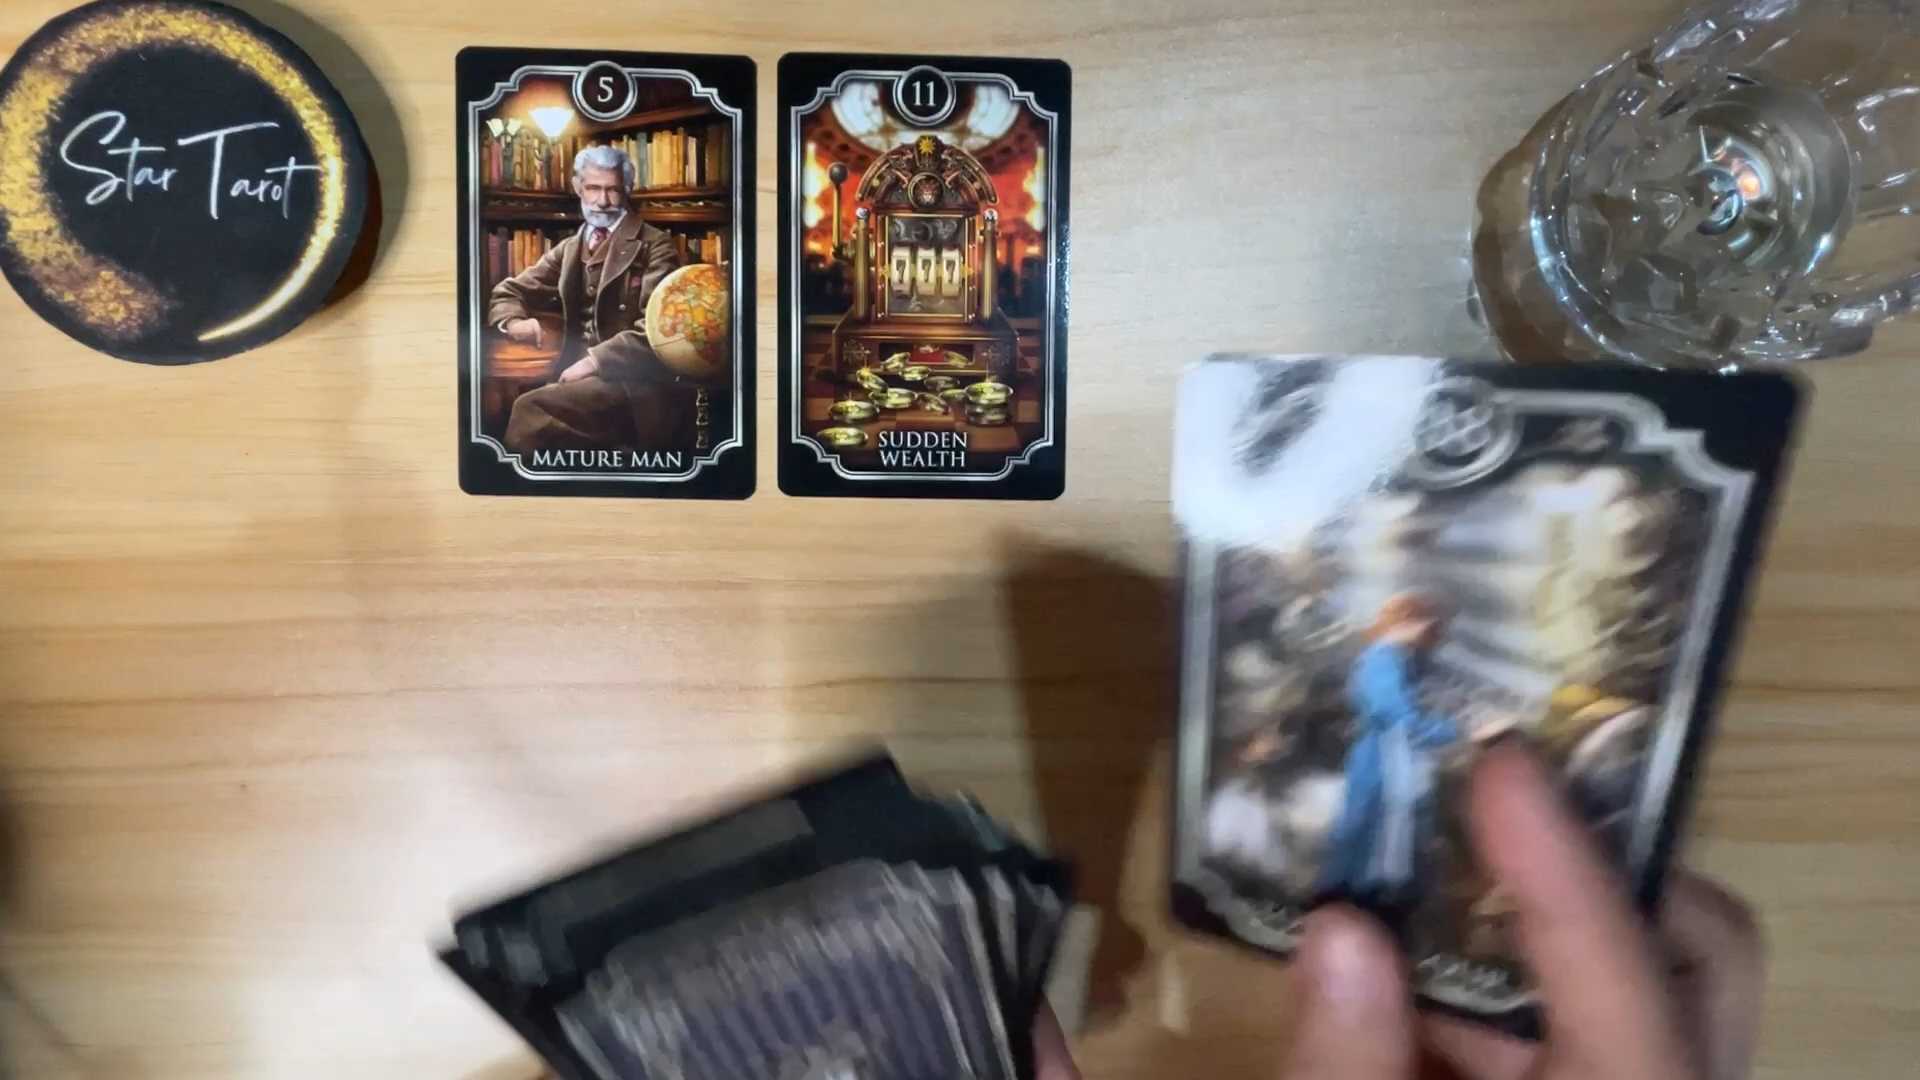 Star Tarot
5
MATURE MAN
11
777
SUDDEN
WEALTH